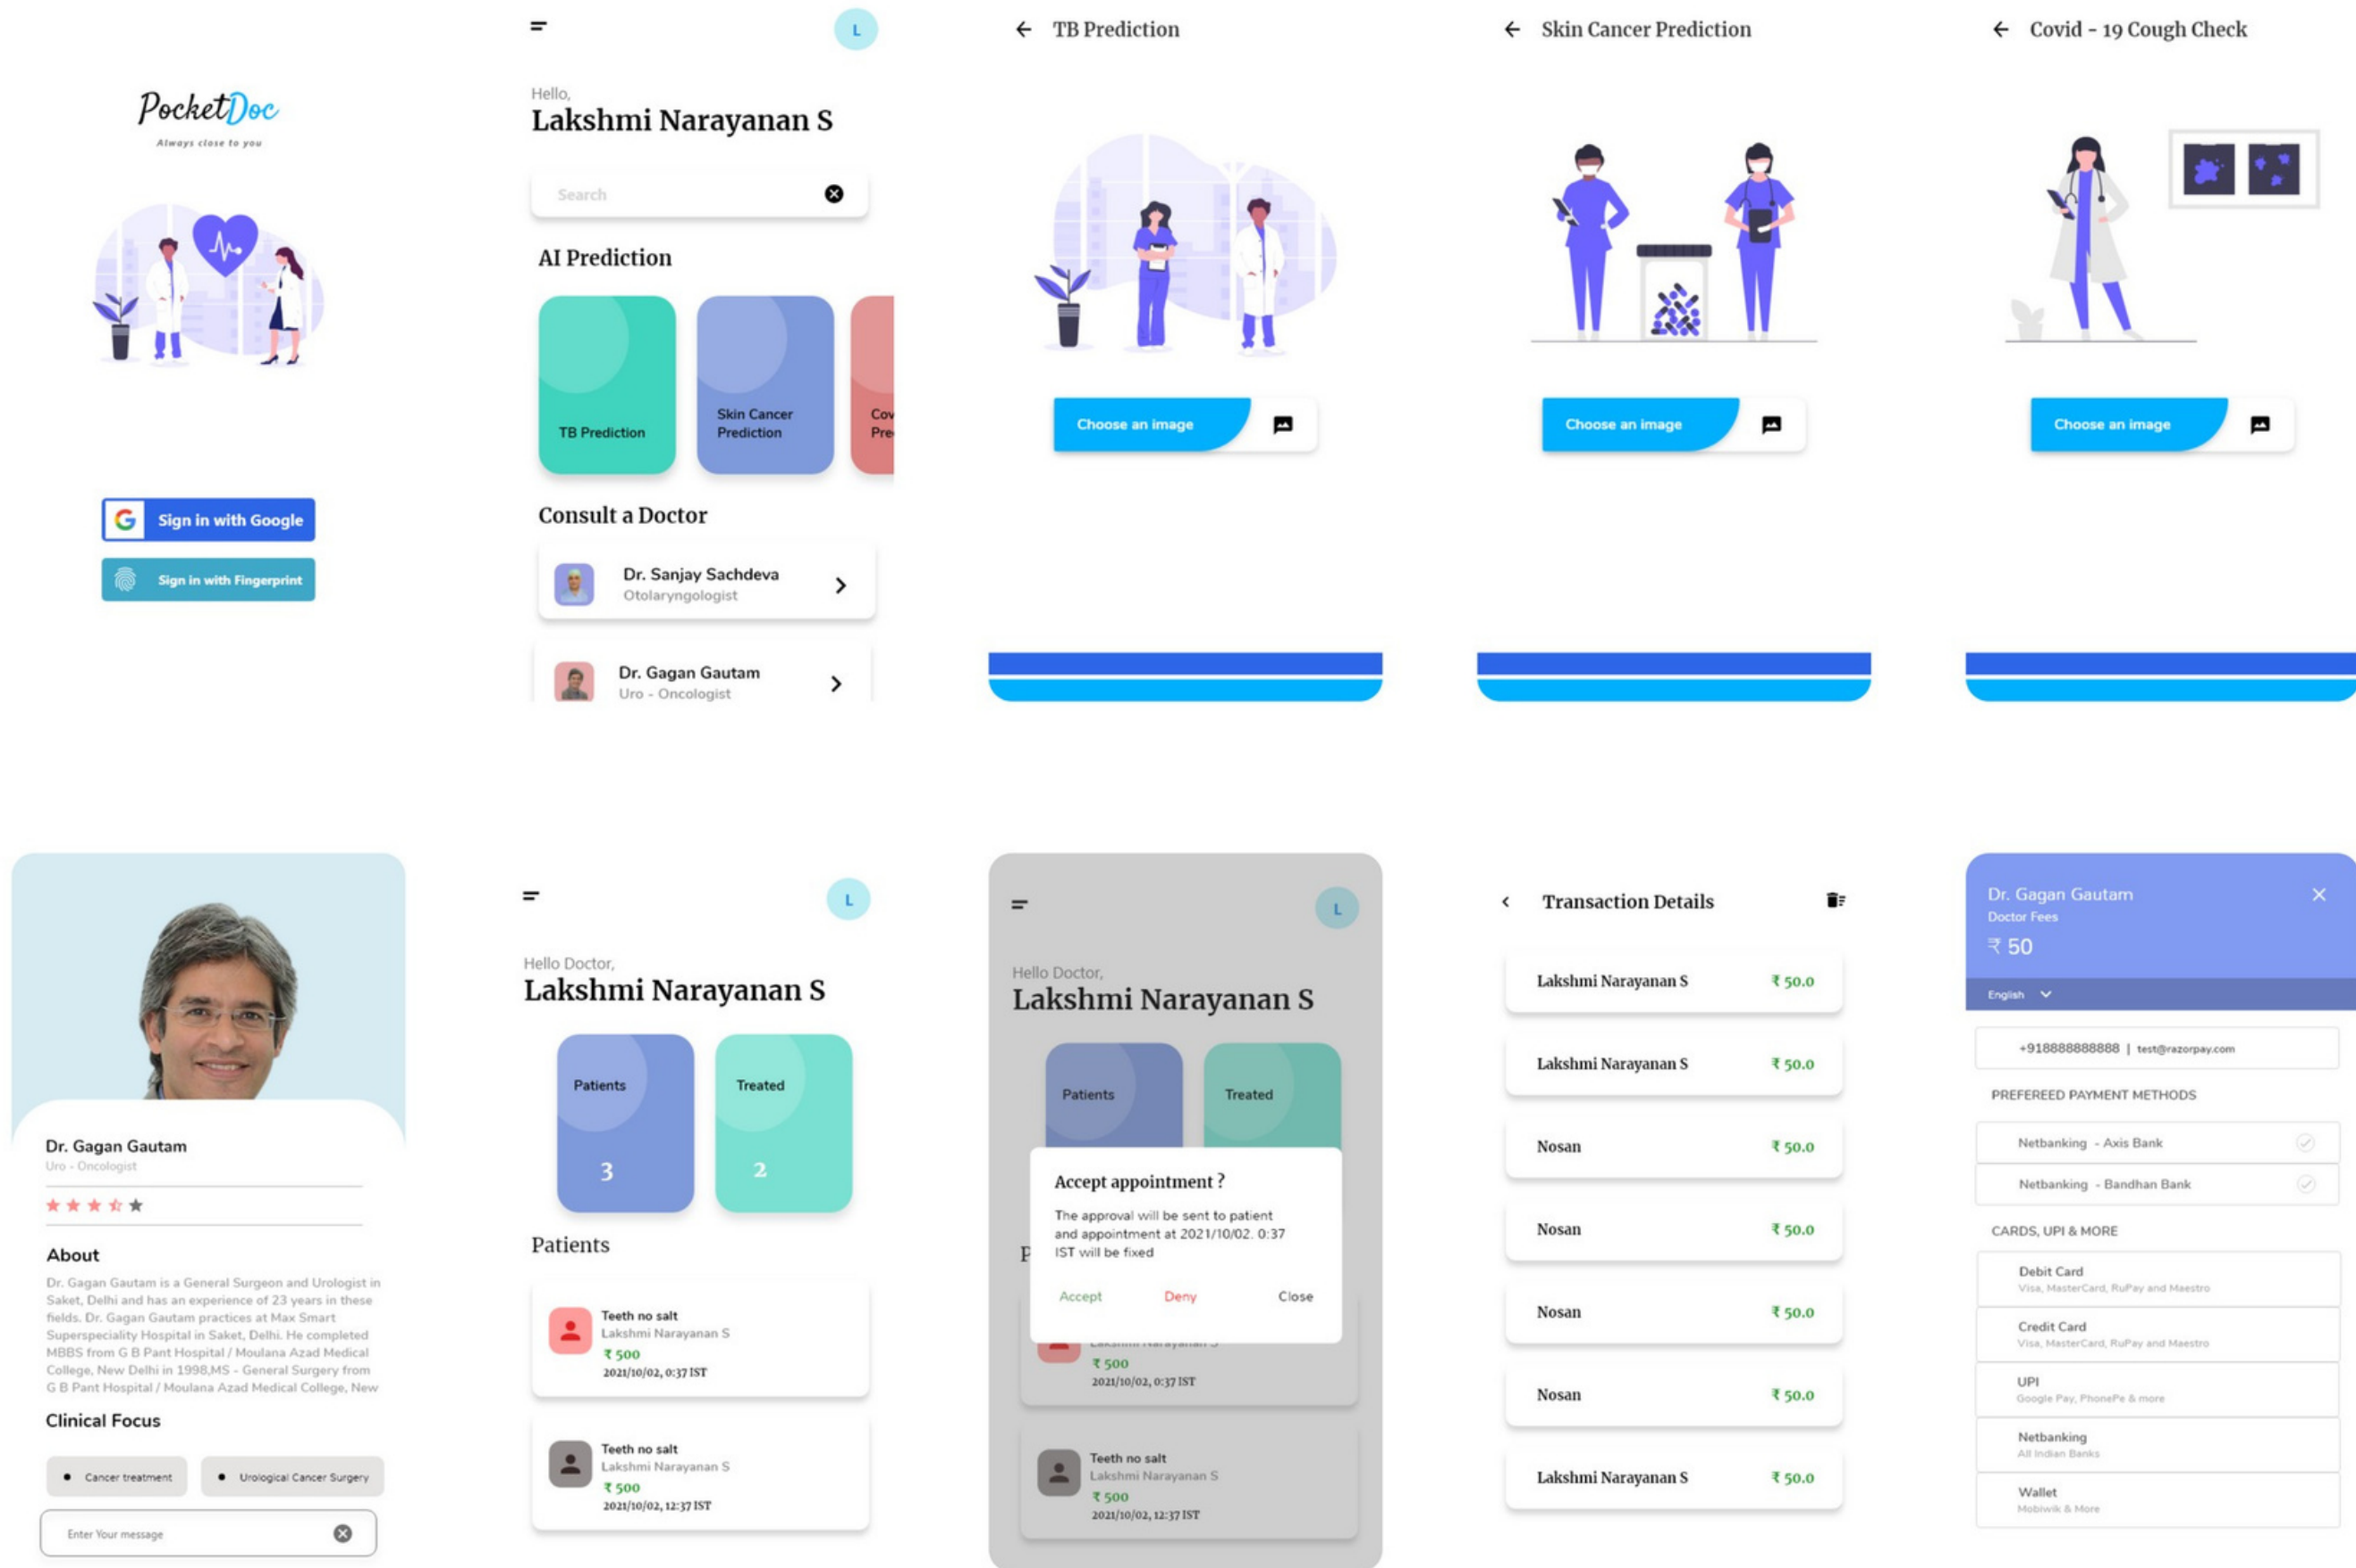 PocketDoc
Always close to you
Sign in with Google
Sign in with Fingerprint
L
Hello,
Lakshmi Narayanan S
Search
AI Prediction
TB Prediction
Skin Cancer
Prediction
Cov
Pre
Consult a Doctor
Dr. Sanjay Sachdeva
Otolaryngologist
Dr. Gagan Gautam
Uro - Oncologist
TB Prediction
Choose an image
Skin Cancer Prediction
Choose an image
Covid - 19 Cough Check
Choose an image
Dr. Gagan Gautam
Uro - Oncologist
About
Dr. Gagan Gautam is a General Surgeon and Urologist in
Saket, Delhi and has an experience of 23 years in these
fields. Dr. Gagan Gautam practices at Max Smart
Superspeciality Hospital in Saket, Delhi. He completed
MBBS from G B Pant Hospital / Moulana Azad Medical
College, New Delhi in 1998,MS - General Surgery from
G B Pant Hospital / Moulana Azad Medical College, New
Clinical Focus
Cancer treatment
Urological Cancer Surgery
Enter Your message
L
Hello Doctor,
Lakshmi Narayanan S
Patients
3
Treated
2
Patients
Teeth no salt
Lakshmi Narayanan S
₹ 500
2021/10/02, 0:37 IST
Teeth no salt
Lakshmi Narayanan S
₹ 500
2021/10/02, 12:37 IST
L
Hello Doctor,
Lakshmi Narayanan S
Patients
Treated
P
Accept appointment ?
The approval will be sent to patient
and appointment at 2021/10/02. 0:37
IST will be fixed
Accept
Deny
Close
Lakshmi Narayanan S
₹ 500
2021/10/02, 0:37 IST
Teeth no salt
Lakshmi Narayanan S
₹ 500
2021/10/02, 12:37 IST
Transaction Details
Lakshmi Narayanan S ₹ 50.0
Lakshmi Narayanan S ₹ 50.0
Nosan ₹ 50.0
Nosan ₹ 50.0
Nosan ₹ 50.0
Nosan ₹ 50.0
Lakshmi Narayanan S ₹ 50.0
Dr. Gagan Gautam
Doctor Fees
₹ 50
English
+918888888888 | test@razorpay.com
PREFEREED PAYMENT METHODS
Netbanking - Axis Bank
Netbanking - Bandhan Bank
CARDS, UPI & MORE
Debit Card
Visa, MasterCard, RuPay and Maestro
Credit Card
Visa, MasterCard, RuPay and Maestro
UPI
Google Pay, PhonePe & more
Netbanking
All Indian Banks
Wallet
Mobiwik & More